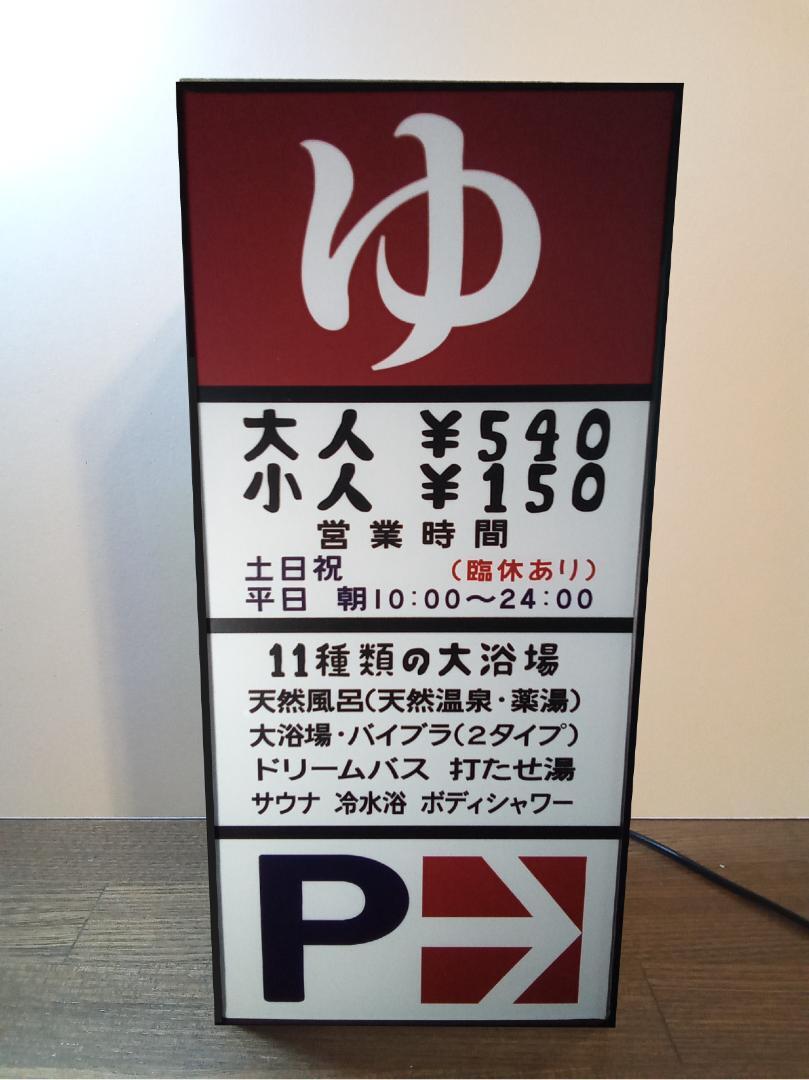 ゆ
大人 ¥540
小人 ¥150
営業時間
土日祝 (臨休あり)
平日 朝10:00〜24:00
11種類の大浴場
天然風呂(天然温泉・薬湯)
大浴場・バイブラ(2タイプ)
ドリームバス 打たせ湯
サウナ 冷水浴 ボディシャワー
P